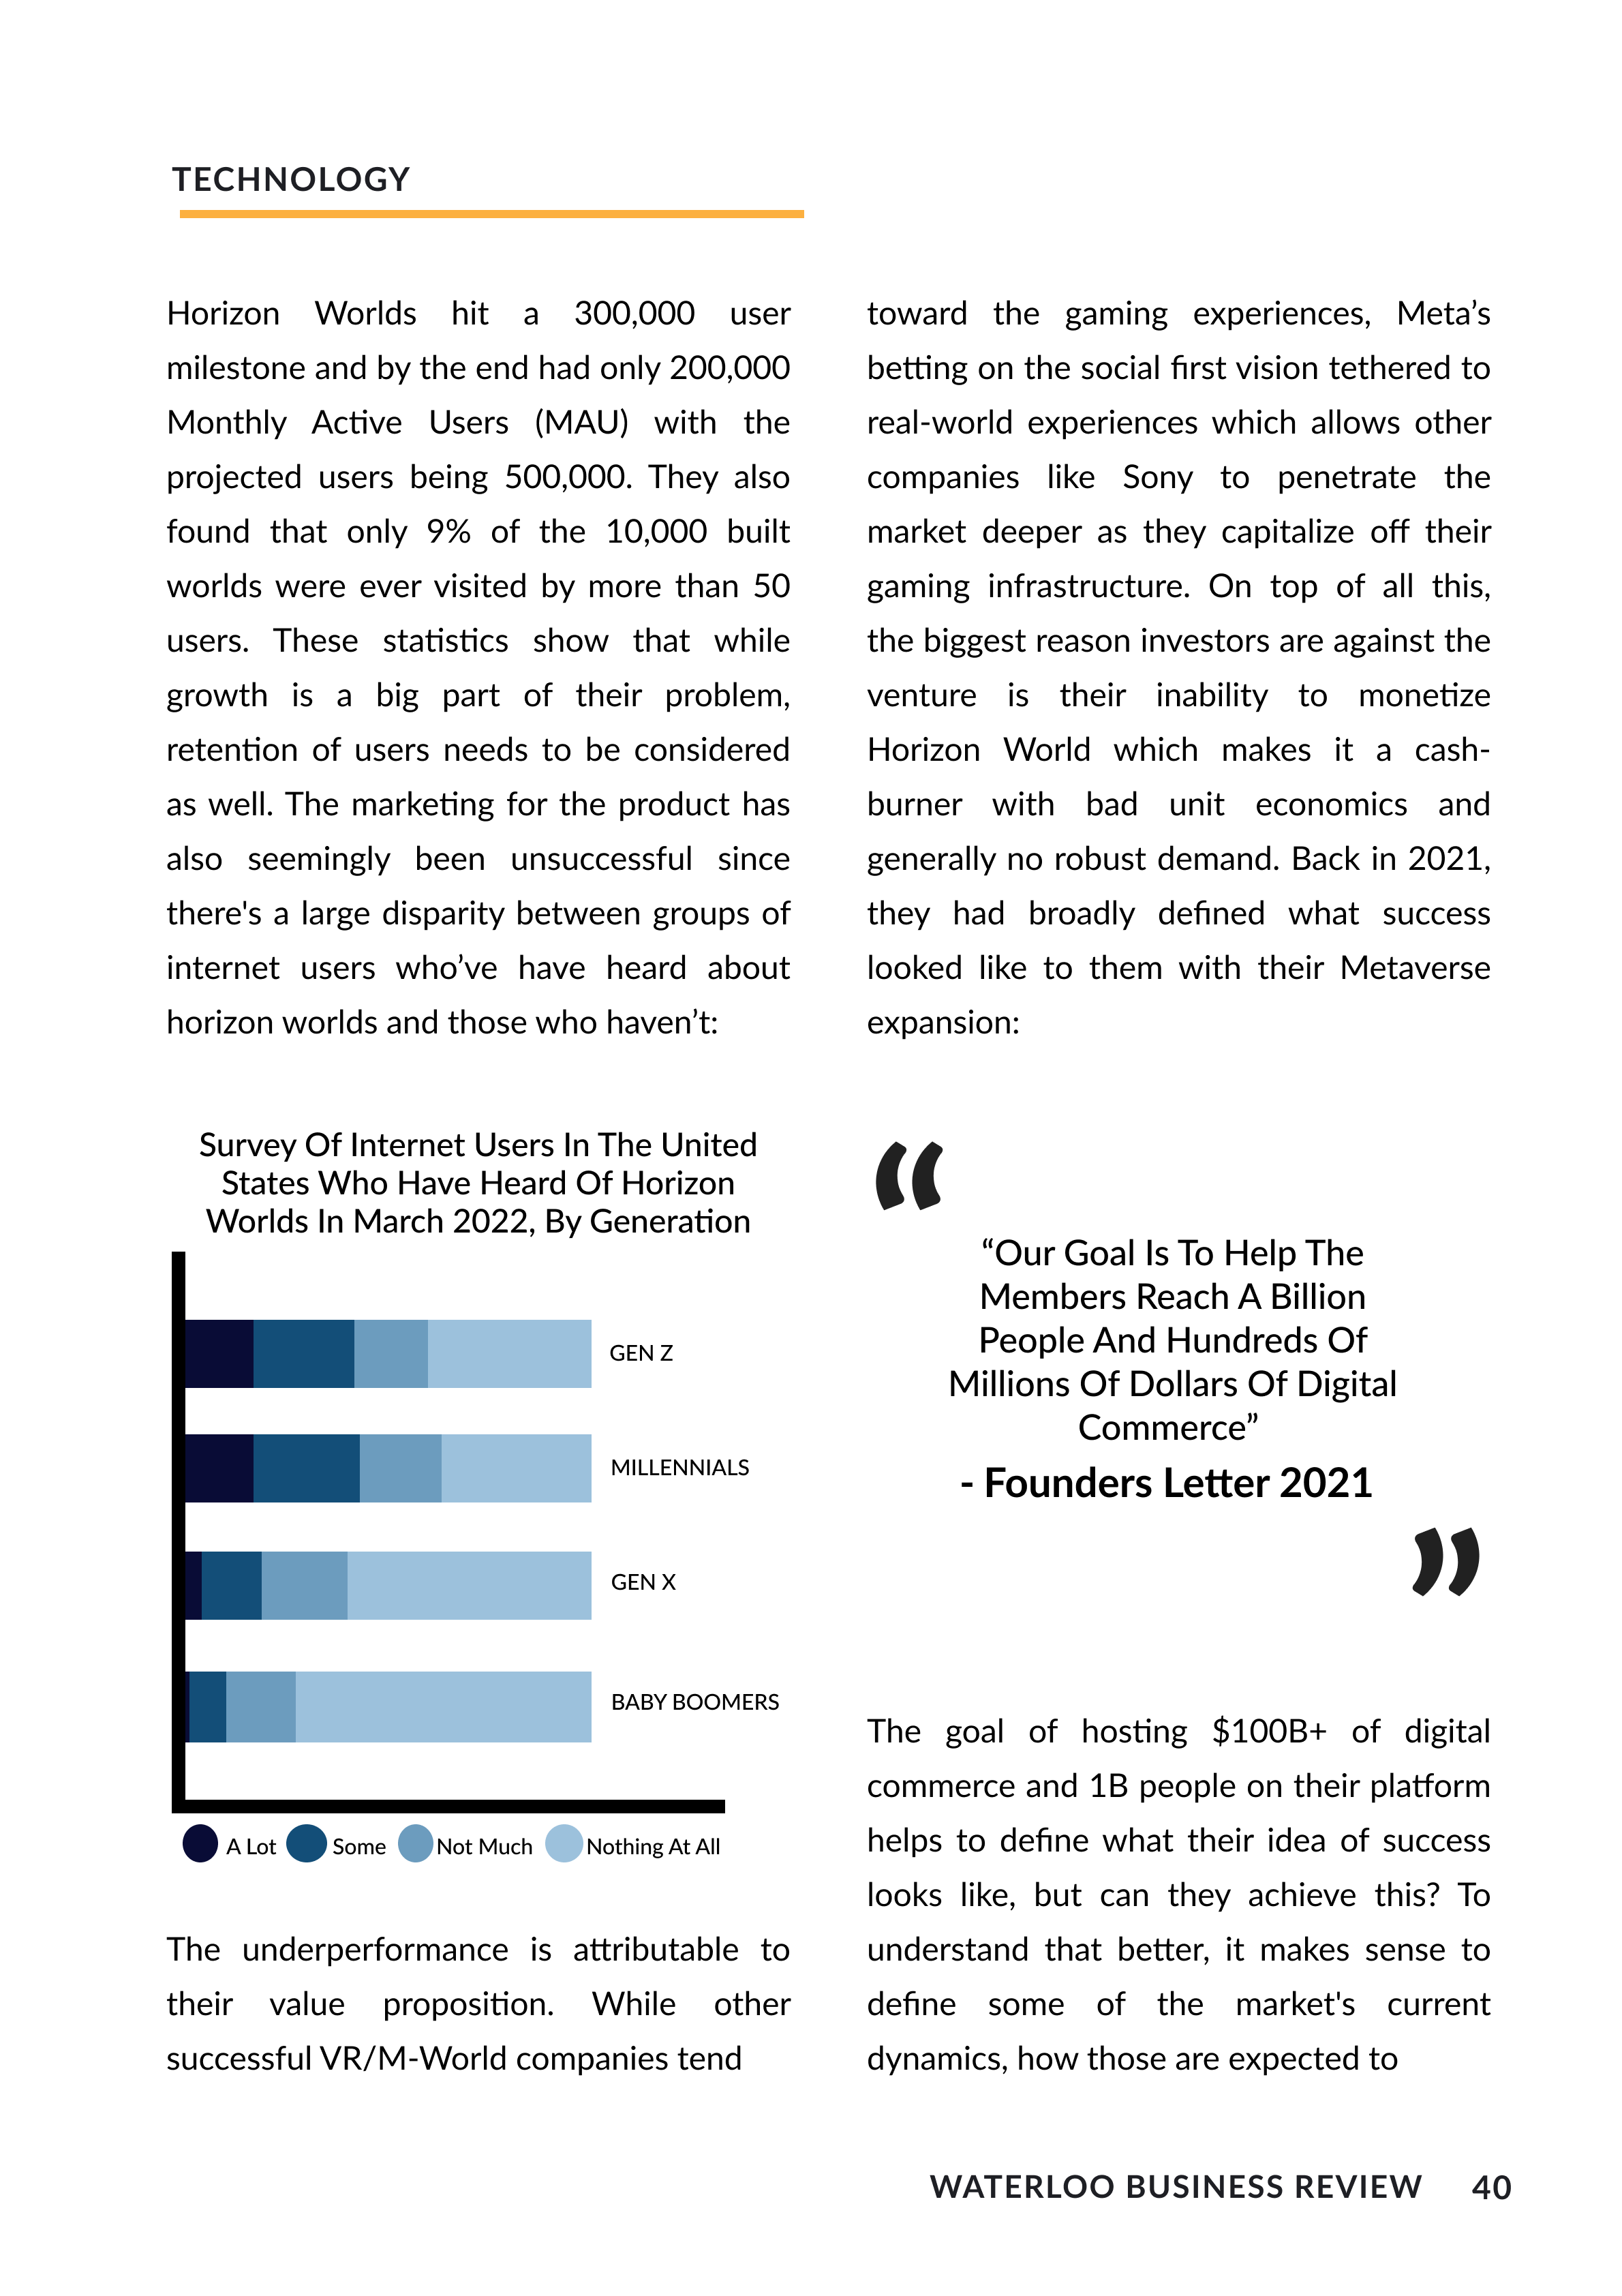 TECHNOLOGY
Horizon Worlds hit a 300,000 user
milestone and by the end had only 200,000
Monthly Active Users (MAU) with the
projected users being 500,000. They also
found that only 9% of the 10,000 built
worlds were ever visited by more than 50
users. These statistics show that while
growth is a big part of their problem,
retention of users needs to be considered
as well. The marketing for the product has
also seemingly been unsuccessful since
there's a large disparity between groups of
internet users who’ve have heard about
horizon worlds and those who haven’t:
Survey Of Internet Users In The United
States Who Have Heard Of Horizon
Worlds In March 2022, By Generation
GEN Z
MILLENNIALS
GEN X
BABY BOOMERS
A Lot Some Not Much Nothing At All
The underperformance is attributable to
their value proposition. While other
successful VR/M-World companies tend
toward the gaming experiences, Meta’s
betting on the social first vision tethered to
real-world experiences which allows other
companies like Sony to penetrate the
market deeper as they capitalize off their
gaming infrastructure. On top of all this,
the biggest reason investors are against the
venture is their inability to monetize
Horizon World which makes it a cash-
burner with bad unit economics and
generally no robust demand. Back in 2021,
they had broadly defined what success
looked like to them with their Metaverse
expansion:
“
“Our Goal Is To Help The
Members Reach A Billion
People And Hundreds Of
Millions Of Dollars Of Digital
Commerce”
- Founders Letter 2021
”
The goal of hosting $100B+ of digital
commerce and 1B people on their platform
helps to define what their idea of success
looks like, but can they achieve this? To
understand that better, it makes sense to
define some of the market's current
dynamics, how those are expected to
WATERLOO BUSINESS REVIEW 40